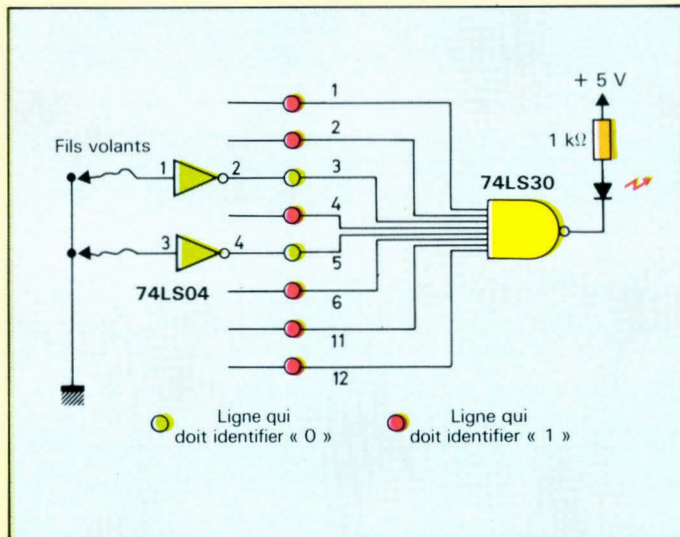 + 5 V
1 kΩ
Fils volants
1
2
3
4
5
6
11
12
1
2
3
4
74LS30
74LS04
Ligne qui
doit identifier « 0 »
Ligne qui
doit identifier « 1 »